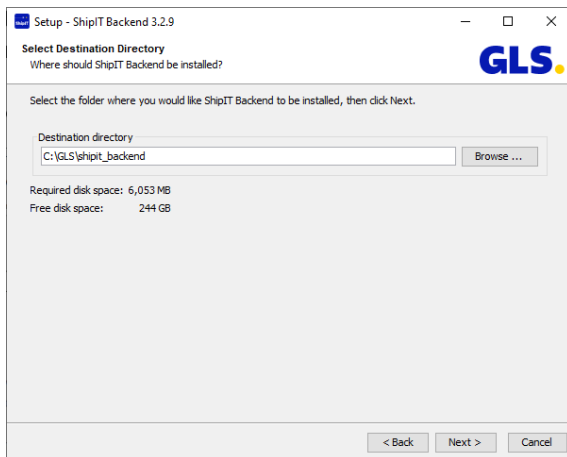 ShipIT
Setup - ShipIT Backend 3.2.9
Select Destination Directory
Where should ShipIT Backend be installed?
GLS.
Select the folder where you would like ShipIT Backend to be installed, then click Next.
Destination directory
C:\GLS\shipit_backend
Browse ...
Required disk space: 6,053 MB
Free disk space: 244 GB
< Back
Next >
Cancel